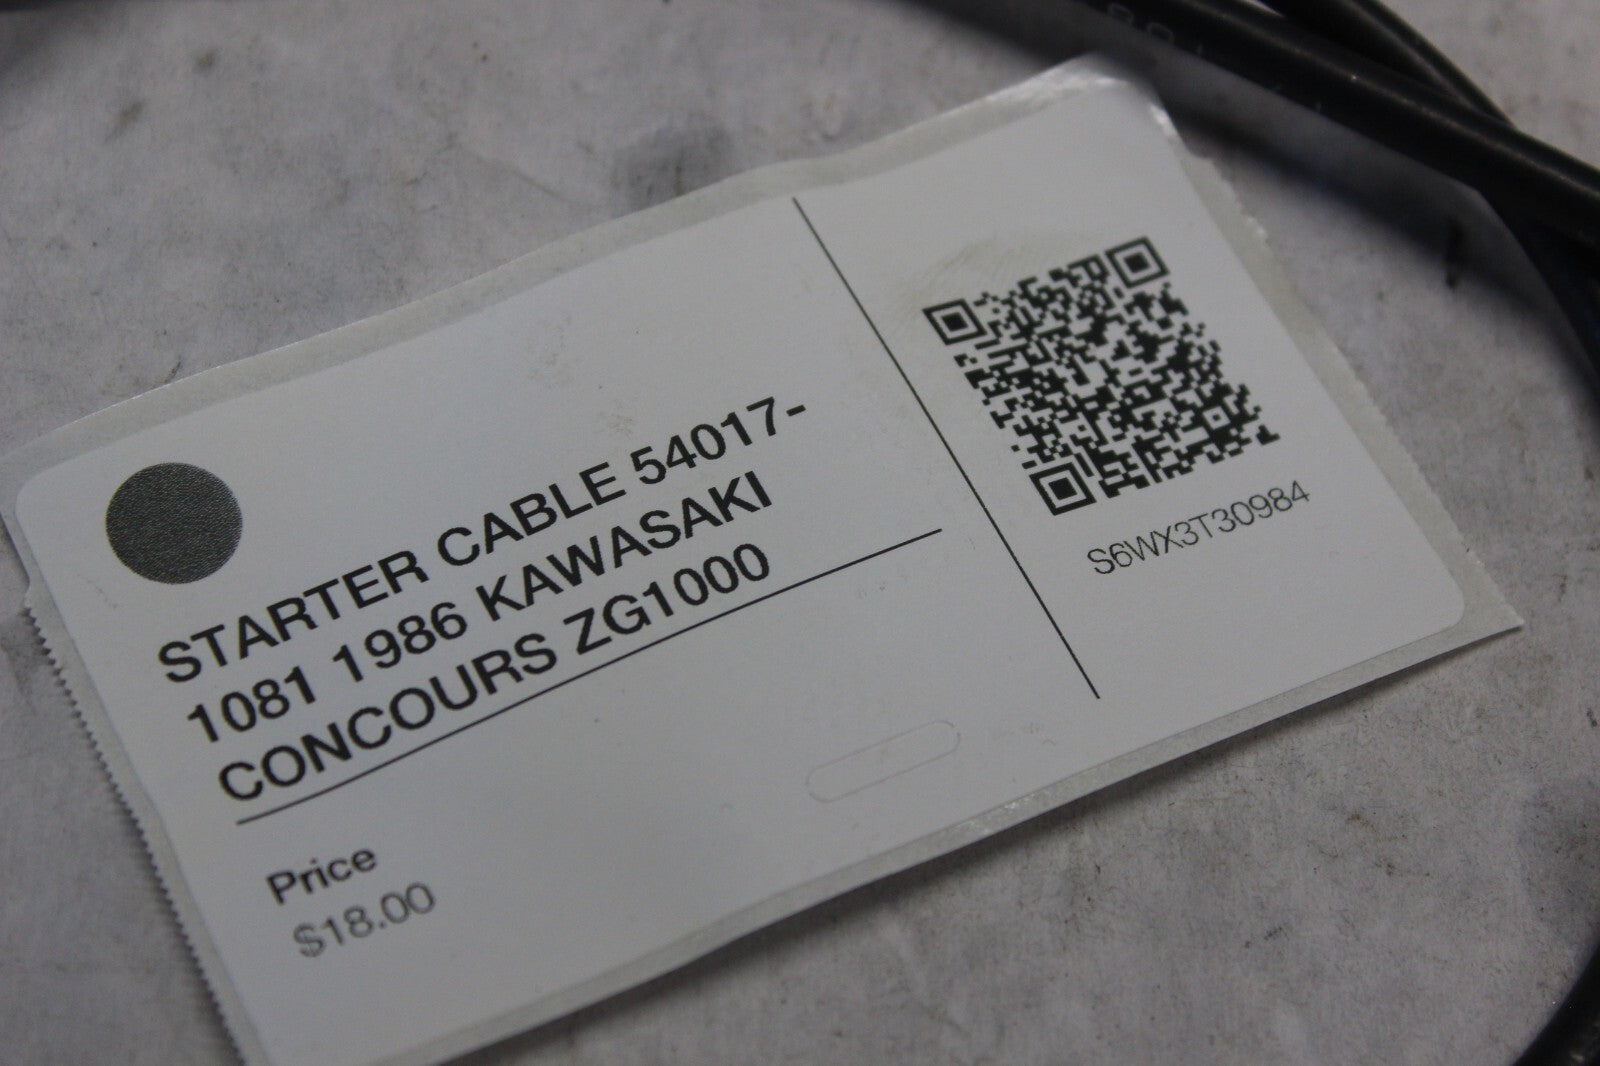 STARTER CABLE 54017-
1081 1986 KAWASAKI
CONCOURS ZG1000
Price
$18.00
S6WX3T30984